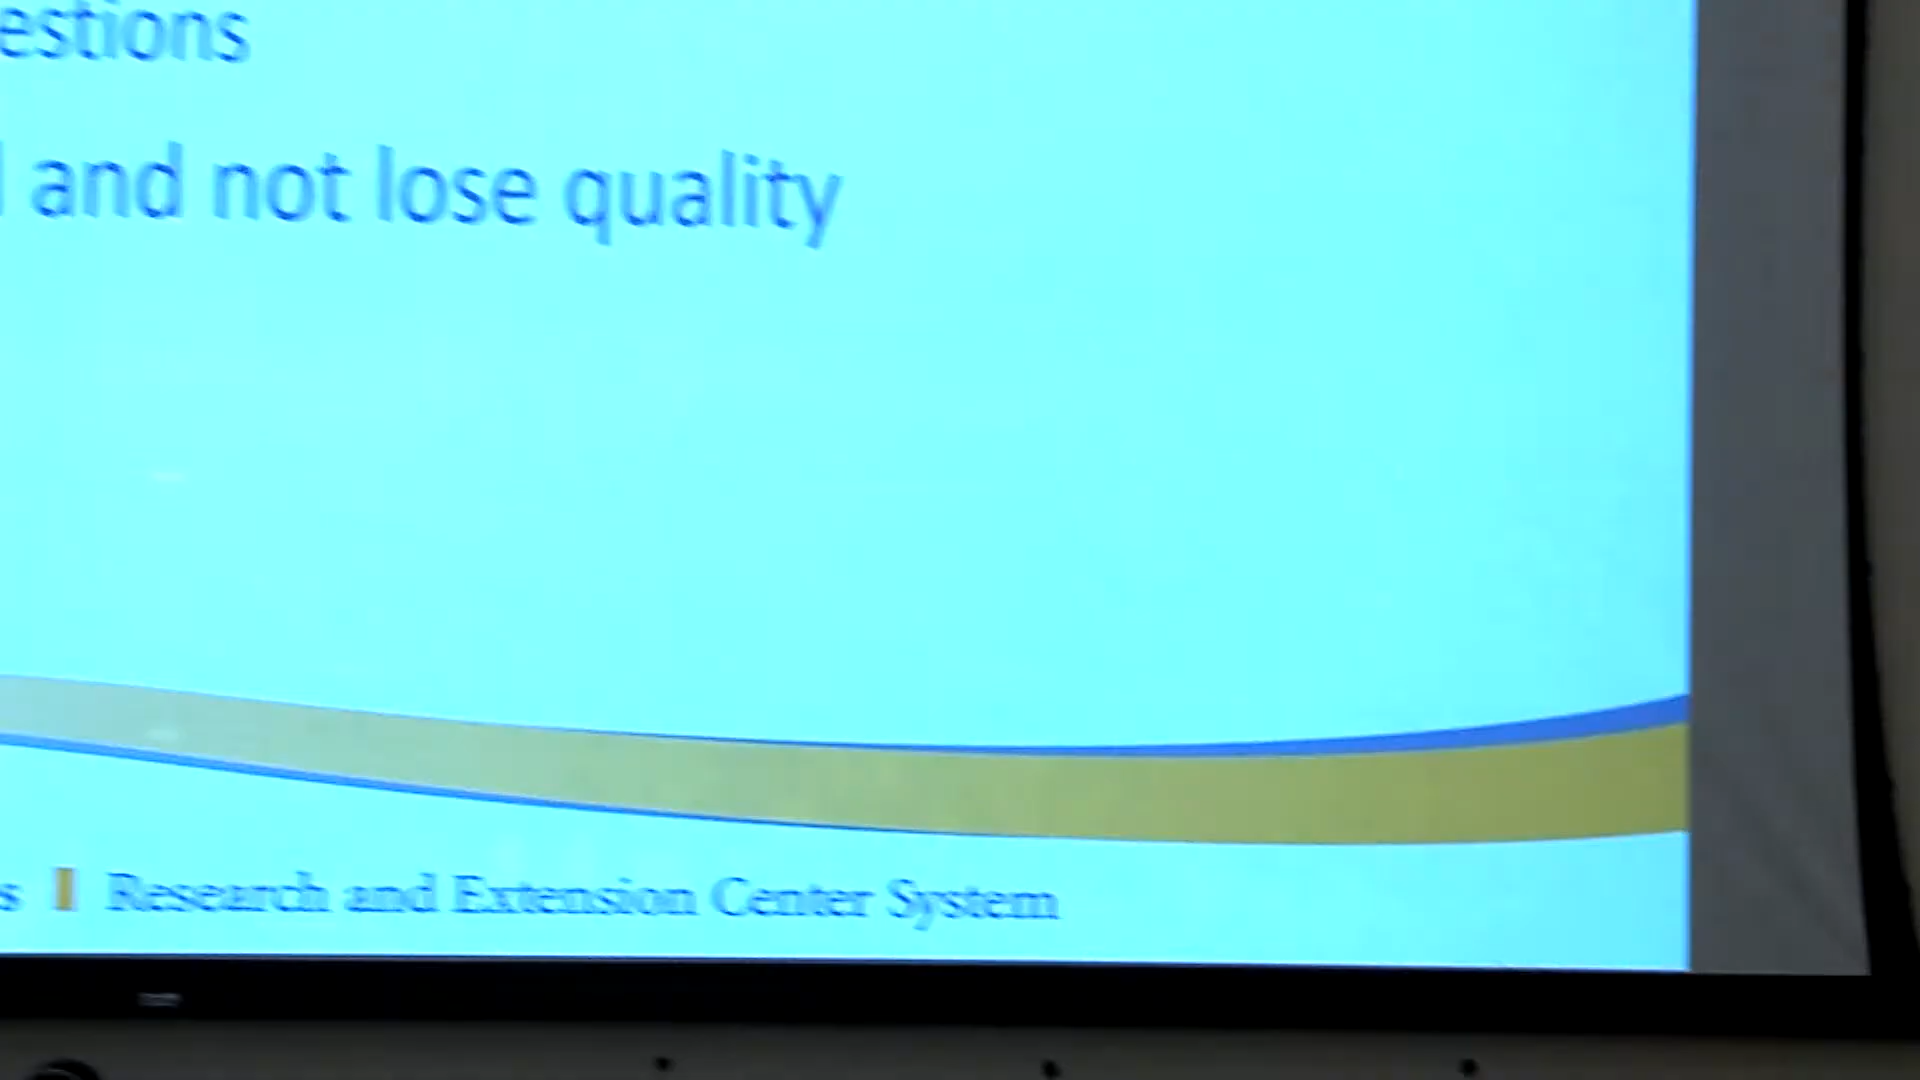 estions
and not lose quality
s Research and Extension Center System